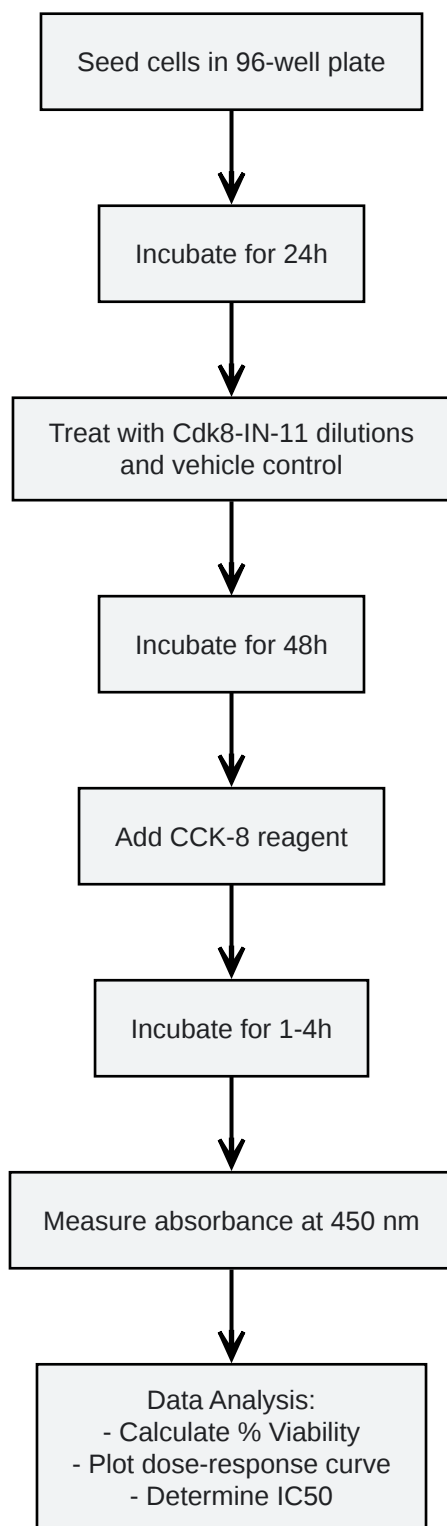 Seed cells in 96-well plate
Incubate for 24h
Treat with Cdk8-IN-11 dilutions
and vehicle control
Incubate for 48h
Add CCK-8 reagent
Incubate for 1-4h
Measure absorbance at 450 nm
Data Analysis:
- Calculate % Viability
- Plot dose-response curve
- Determine IC50